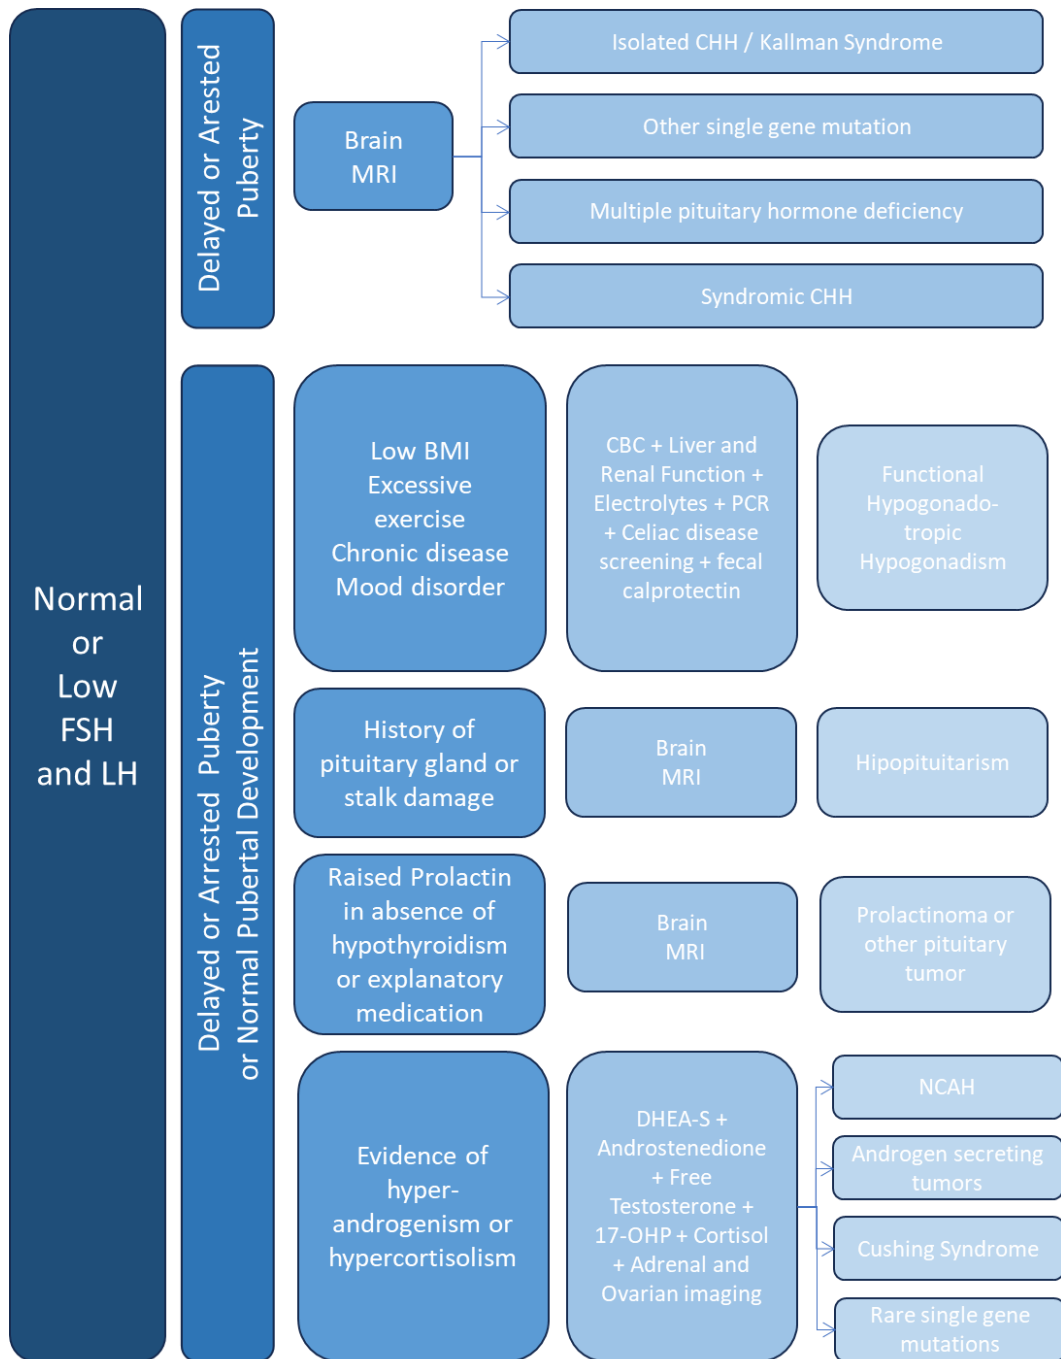 Normal
or
Low
FSH
and LH
Delayed or Arrested
Puberty
Brain
MRI
Isolated CHH / Kallman Syndrome
Other single gene mutation
Multiple pituitary hormone deficiency
Syndromic CHH
Delayed or Arrested Puberty
or Normal Pubertal Development
Low BMI
Excessive
exercise
Chronic disease
Mood disorder
CBC + Liver and
Renal Function +
Electrolytes + PCR
+ Celiac disease
screening + fecal
calprotectin
Functional
Hypogonado-
tropic
Hypogonadism
History of
pituitary gland or
stalk damage
Brain
MRI
Hipopituitarism
Raised Prolactin
in absence of
hypothyroidism
or explanatory
medication
Brain
MRI
Prolactinoma or
other pituitary
tumor
Evidence of
hyper-
androgenism or
hypercortisolism
DHEA-S +
Androstenedione
+ Free
Testosterone +
17-OHP + Cortisol
+ Adrenal and
Ovarian imaging
NCAH
Androgen secreting
tumors
Cushing Syndrome
Rare single gene
mutations